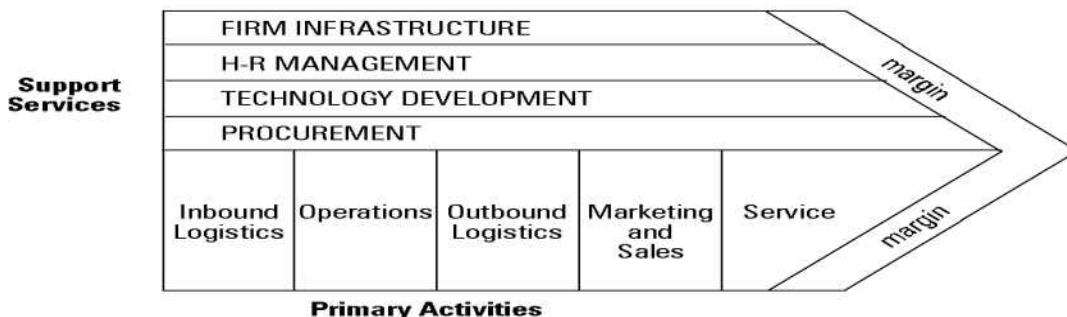 FIRM INFRASTRUCTURE
H-R MANAGEMENT
TECHNOLOGY DEVELOPMENT
PROCUREMENT
Support
Services
margin
Inbound
Logistics
Operations
Outbound
Logistics
Marketing
and
Sales
Service
margin
Primary Activities